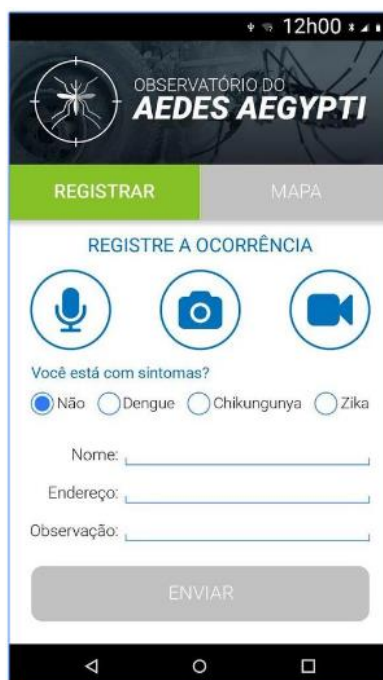 12h00
OBSERVATÓRIO DO
AEDES AEGYPTI
REGISTRAR MAPA
REGISTRE A OCORRÊNCIA
Você está com sintomas?
Não Dengue Chikungunya Zika
Nome:
Endereço:
Observação:
ENVIAR